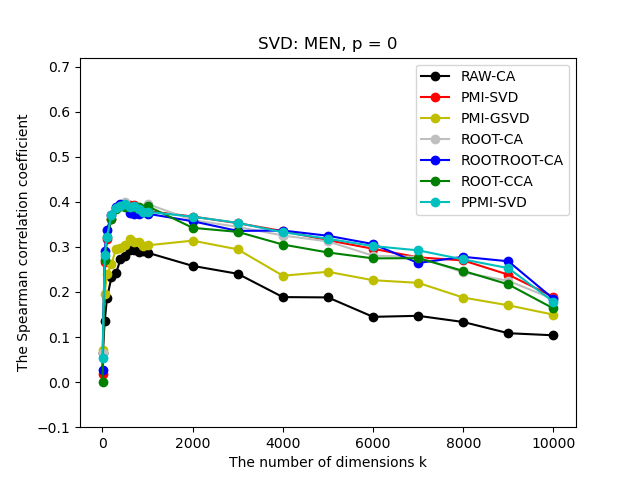 SVD: MEN, p = 0
The Spearman correlation coefficient
0.7
0.6
0.5
0.4
0.3
0.2
0.1
0.0
−0.1
RAW-CA
PMI-SVD
PMI-GSVD
ROOT-CA
ROOTROOT-CA
ROOT-CCA
PPMI-SVD
0 2000 4000 6000 8000 10000
The number of dimensions k